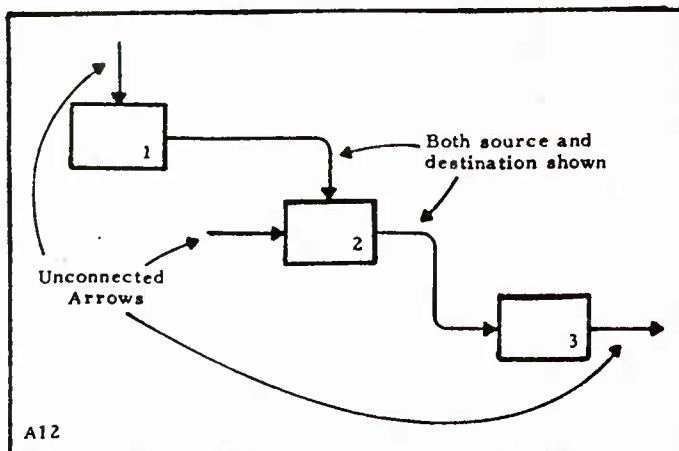 1
Both source and
destination shown
2
Unconnected
Arrows
3
A12